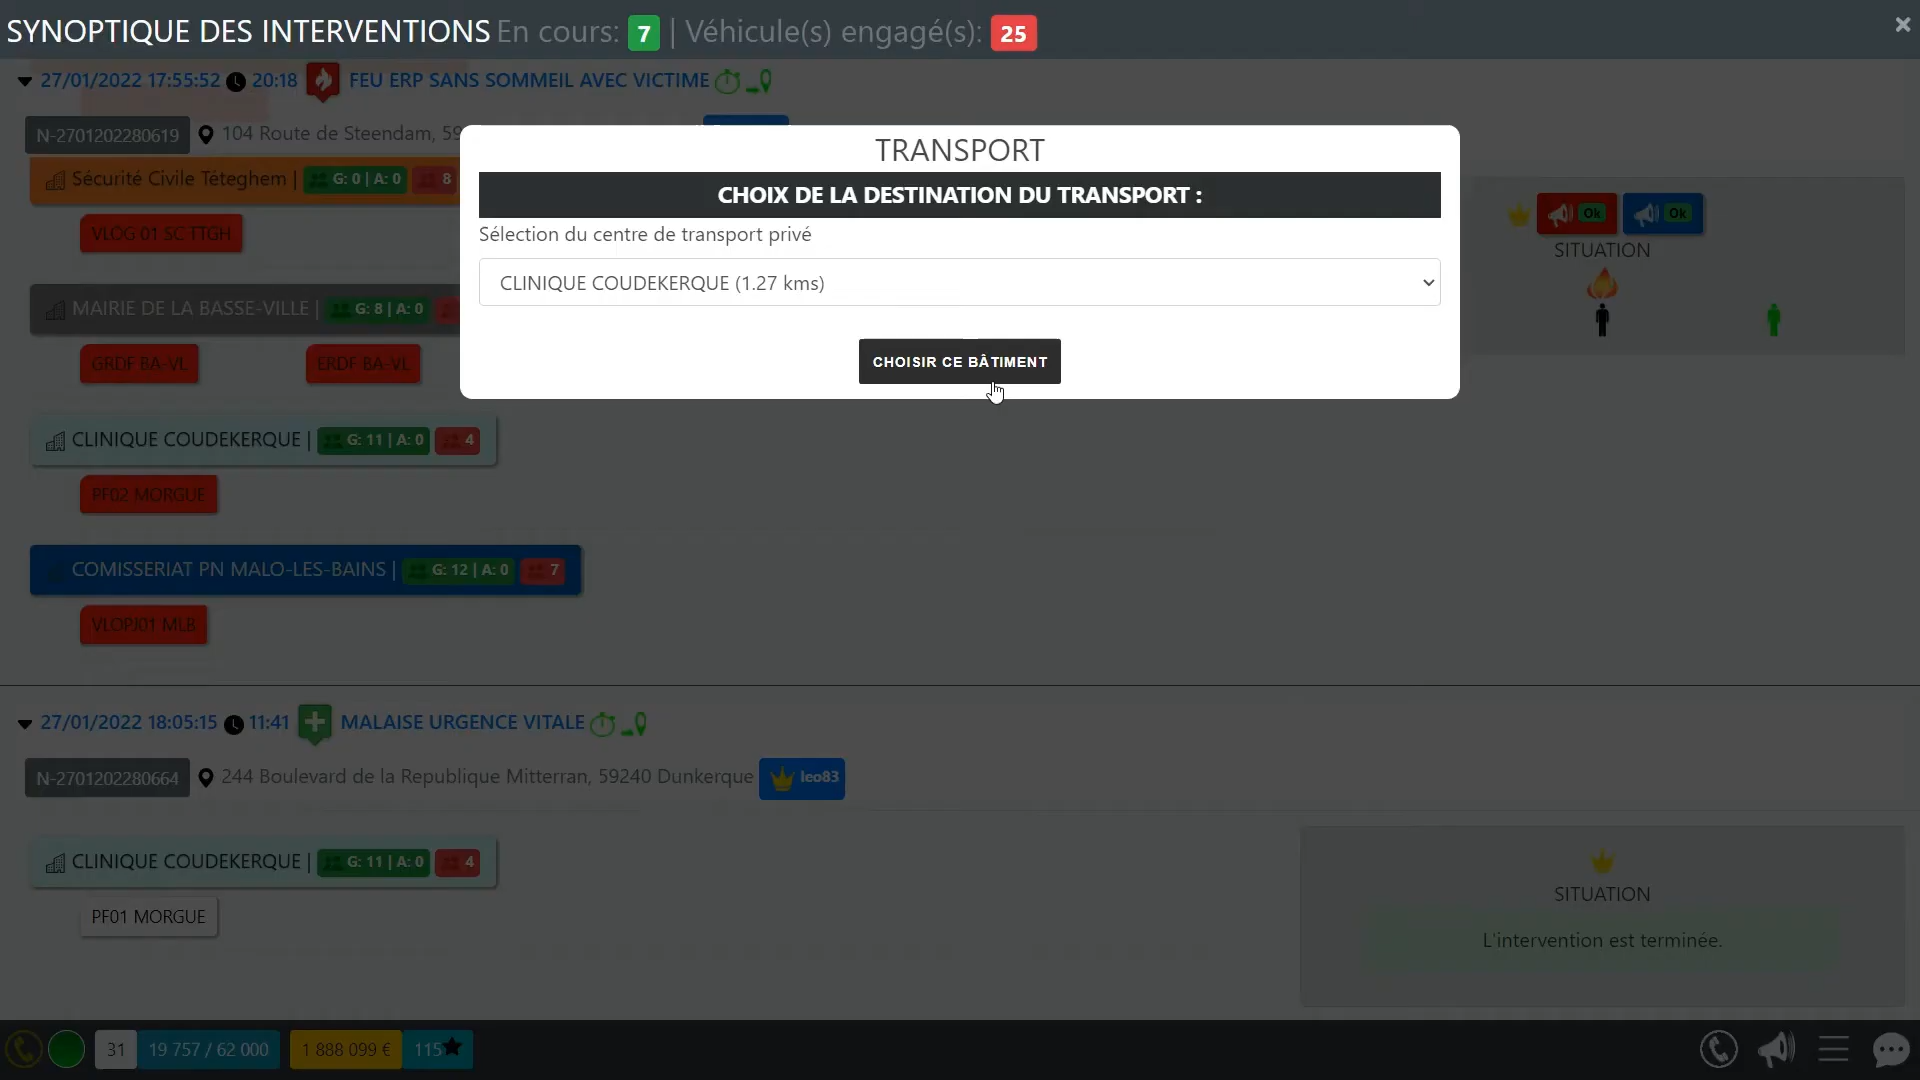 SYNOPTIQUE DES INTERVENTIONS En cours: 7 | Véhicule(s) engagé(s): 25
27/01/2022 17:55:52 20:18 FEU ERP SANS SOMMEIL AVEC VICTIME
N-2701202280619 104 Route de Steendam, 59
Sécurité Civile Téteghem | G: 0 | A: 0 8
VLOG 01 SC TTGH
MAIRIE DE LA BASSE-VILLE | G: 8 | A: 0
GRDF BA-VL ERDF BA-VL
CLINIQUE COUDEKERQUE | G: 11 | A: 0 4
PF02 MORGUE
COMISSERIAT PN MALO-LES-BAINS | G: 12 | A: 0 7
VLOPJ01 MLB
TRANSPORT
CHOIX DE LA DESTINATION DU TRANSPORT :
Sélection du centre de transport privé
CLINIQUE COUDEKERQUE (1.27 kms)
CHOISIR CE BÂTIMENT
Ok Ok
SITUATION
27/01/2022 18:05:15 11:41 MALAISE URGENCE VITALE
N-2701202280664 244 Boulevard de la Republique Mitterran, 59240 Dunkerque leo83
CLINIQUE COUDEKERQUE | G: 11 | A: 0 4
PF01 MORGUE
SITUATION
L'intervention est terminée.
31 19 757 / 62 000 1 888 099 € 115